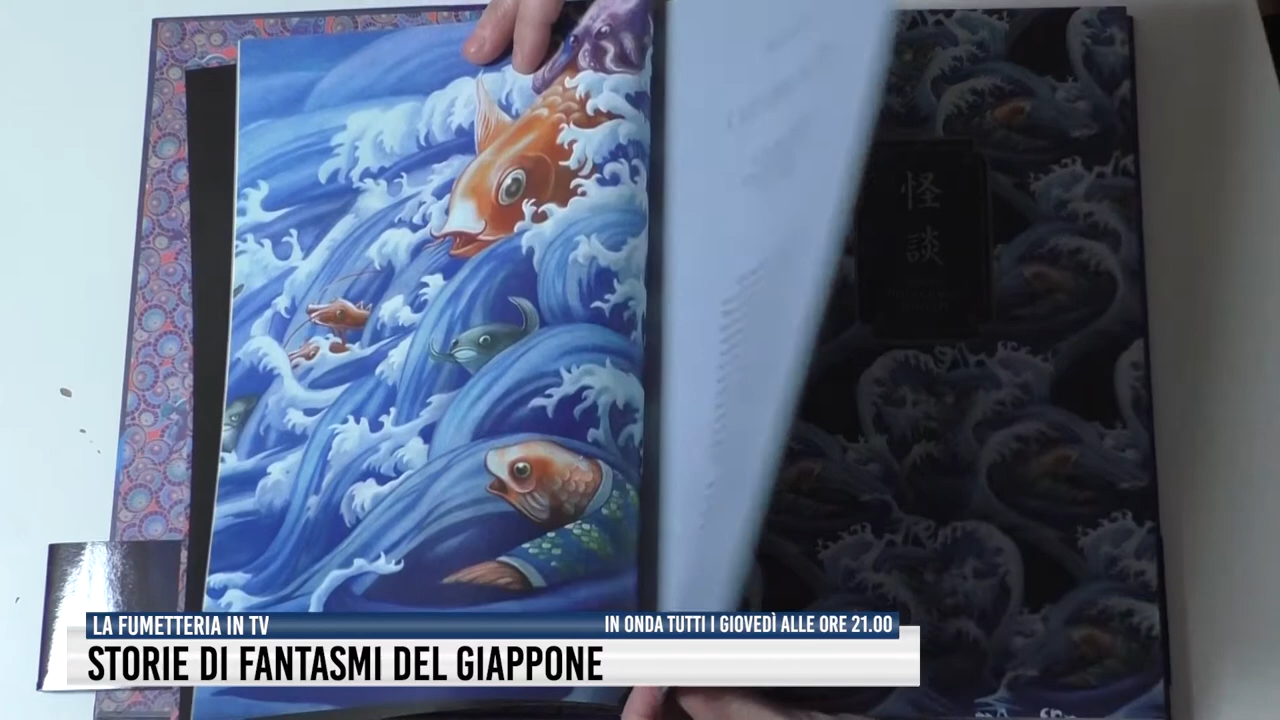 怪
談
LA FUMETTERIA IN TV
IN ONDA TUTTI I GIOVEDÌ ALLE ORE 21.00
STORIE DI FANTASMI DEL GIAPPONE